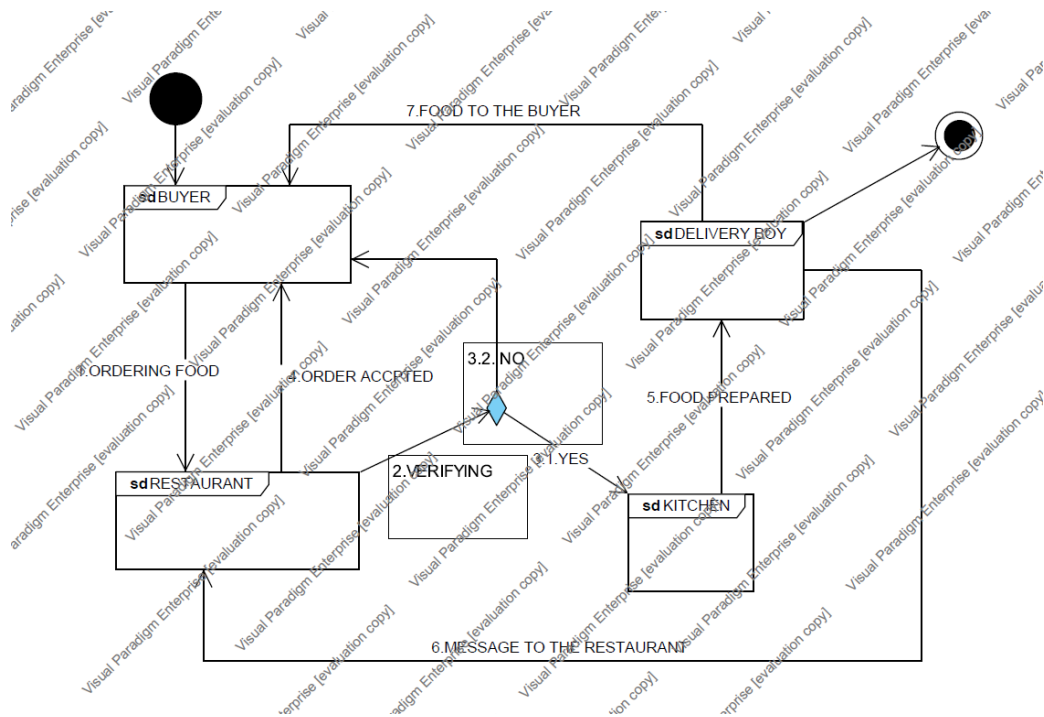 7.FOOD TO THE BUYER
sd BUYER
sd DELIVERY BOY
3.2. NO
.ORDERING FOOD
4.ORDER ACCPTED
5.FOOD PREPARED
3.1.YES
2.VERIFYING
sd RESTAURANT
sd KITCHEN
6.MESSAGE TO THE RESTAURANT
Visual Paradigm Enterprise [evaluation copy]